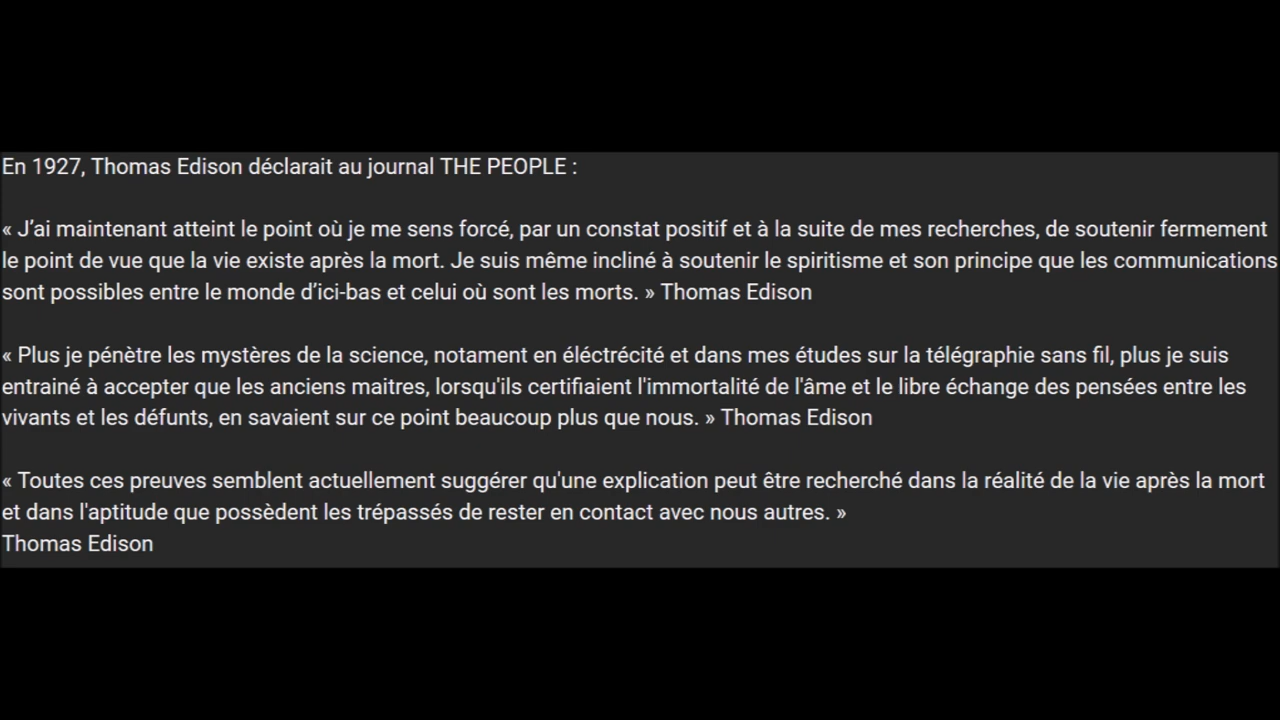 En 1927, Thomas Edison déclarait au journal THE PEOPLE :
« J’ai maintenant atteint le point où je me sens forcé, par un constat positif et à la suite de mes recherches, de soutenir fermement
le point de vue que la vie existe après la mort. Je suis même incliné à soutenir le spiritisme et son principe que les communications
sont possibles entre le monde d’ici-bas et celui où sont les morts. » Thomas Edison
« Plus je pénètre les mystères de la science, notament en éléctrécité et dans mes études sur la télégraphie sans fil, plus je suis
entrainé à accepter que les anciens maitres, lorsqu'ils certifiaient l'immortalité de l'âme et le libre échange des pensées entre les
vivants et les défunts, en savaient sur ce point beaucoup plus que nous. » Thomas Edison
« Toutes ces preuves semblent actuellement suggérer qu'une explication peut être recherché dans la réalité de la vie après la mort
et dans l'aptitude que possèdent les trépassés de rester en contact avec nous autres. »
Thomas Edison